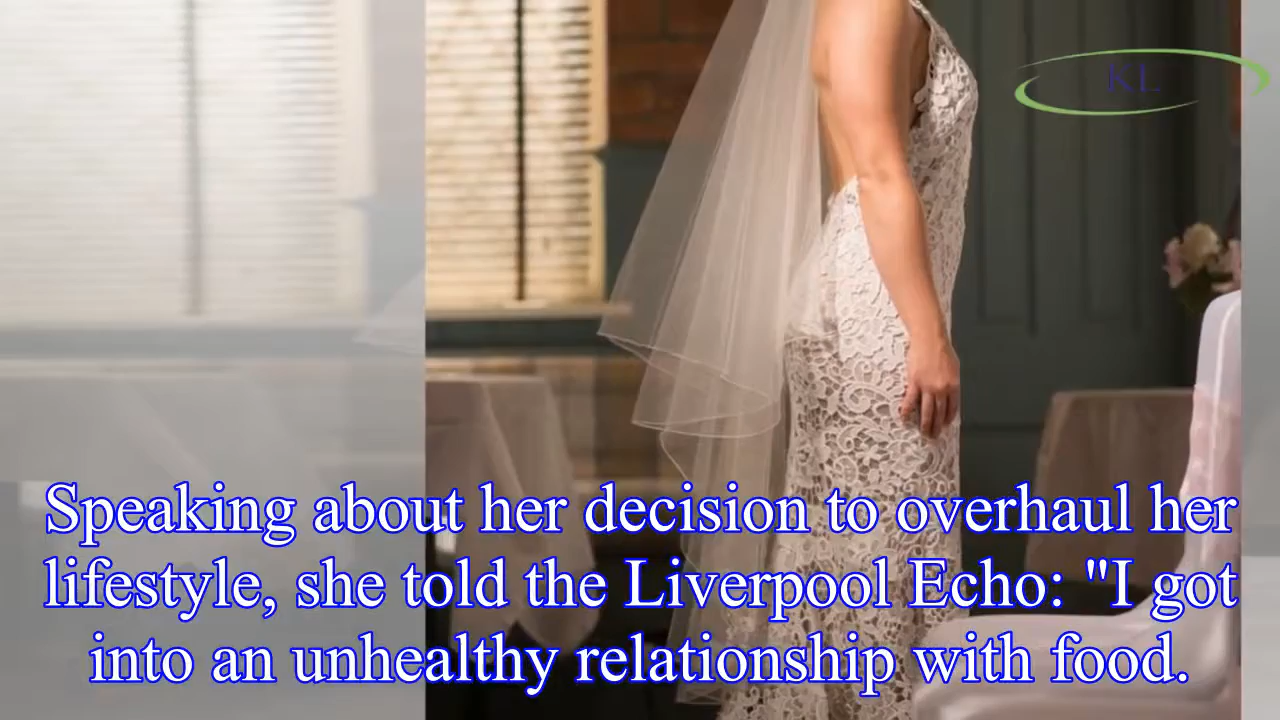 KL
Speaking about her decision to overhaul her
lifestyle, she told the Liverpool Echo: "I got
into an unhealthy relationship with food.